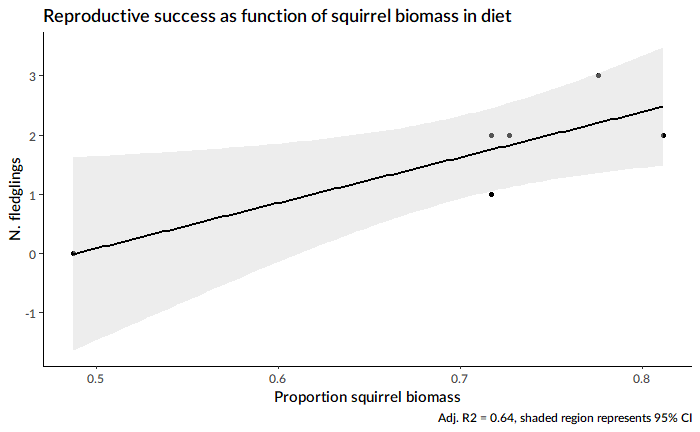 Reproductive success as function of squirrel biomass in diet
N. fledglings
3
2
1
0
-1
0.5
0.6
0.7
0.8
Proportion squirrel biomass
Adj. R2 = 0.64, shaded region represents 95% CI